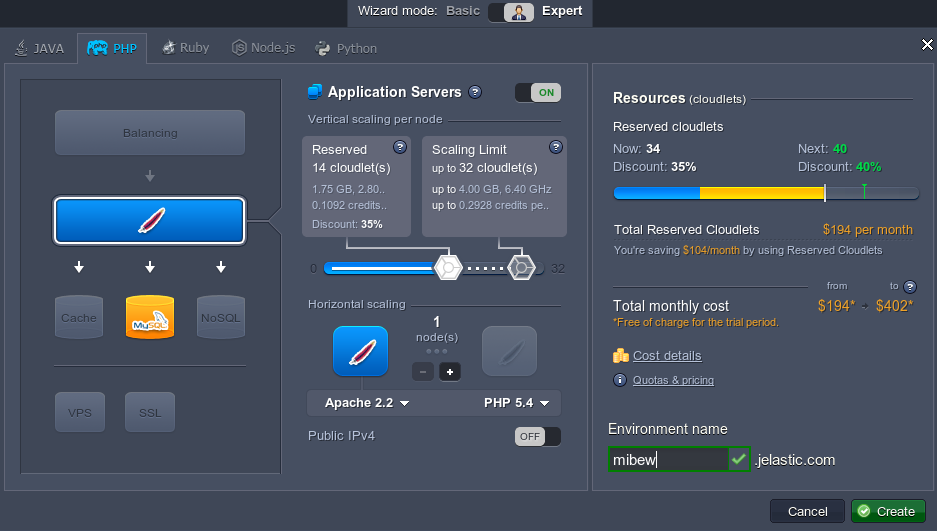 Wizard mode: Basic Expert
JAVA PHP Ruby Node.js Python
Balancing
Cache MySQL NoSQL
VPS SSL
Application Servers ? ON
Vertical scaling per node
Reserved ?
14 cloudlet(s)
1.75 GB, 2.80..
0.1092 credits..
Discount: 35%
Scaling Limit ?
up to 32 cloudlet(s)
up to 4.00 GB, 6.40 GHz
up to 0.2928 credits pe..
0 32
Horizontal scaling
1
node(s)
Apache 2.2 PHP 5.4
Public IPv4 OFF
Resources (cloudlets)
Reserved cloudlets
Now: 34 Next: 40
Discount: 35% Discount: 40%
Total Reserved Cloudlets $194 per month
You're saving $104/month by using Reserved Cloudlets
from to ?
Total monthly cost $194* ~ $402*
*Free of charge for the trial period.
Cost details
Quotas & pricing
Environment name
mibew .jelastic.com
Cancel Create